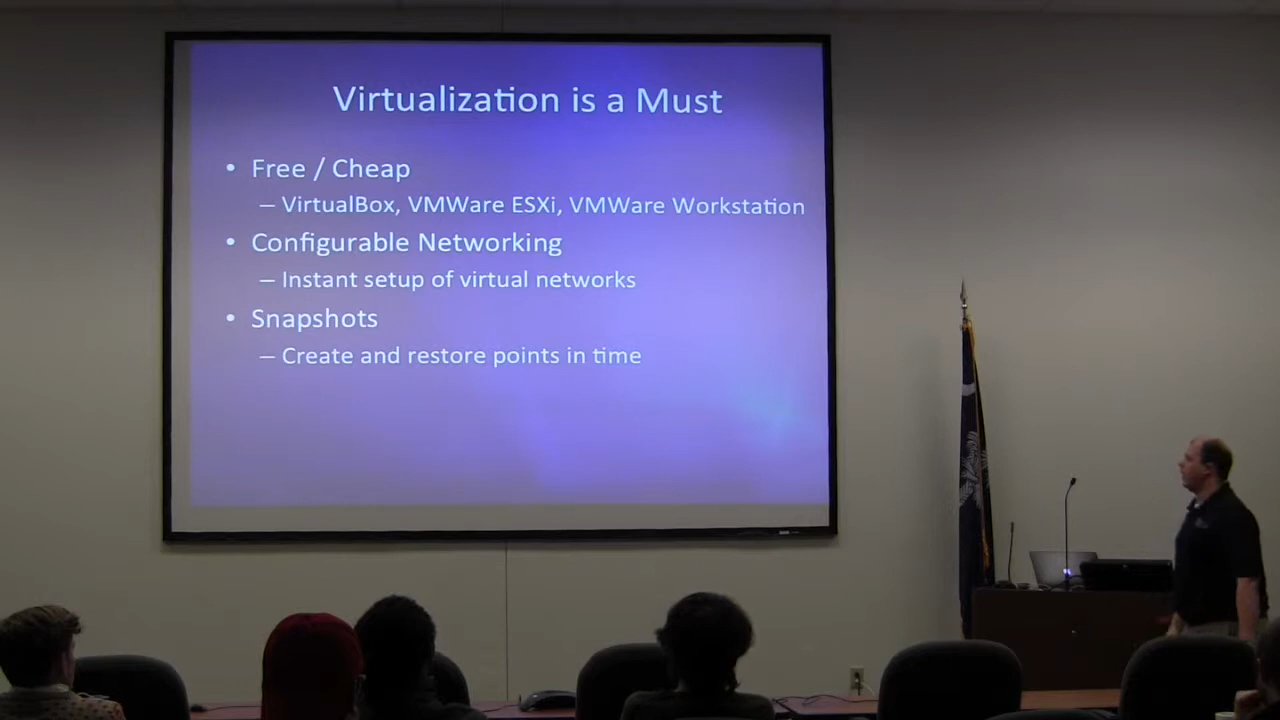 Virtualization is a Must
• Free / Cheap
– VirtualBox, VMWare ESXi, VMWare Workstation
• Configurable Networking
– Instant setup of virtual networks
• Snapshots
– Create and restore points in time